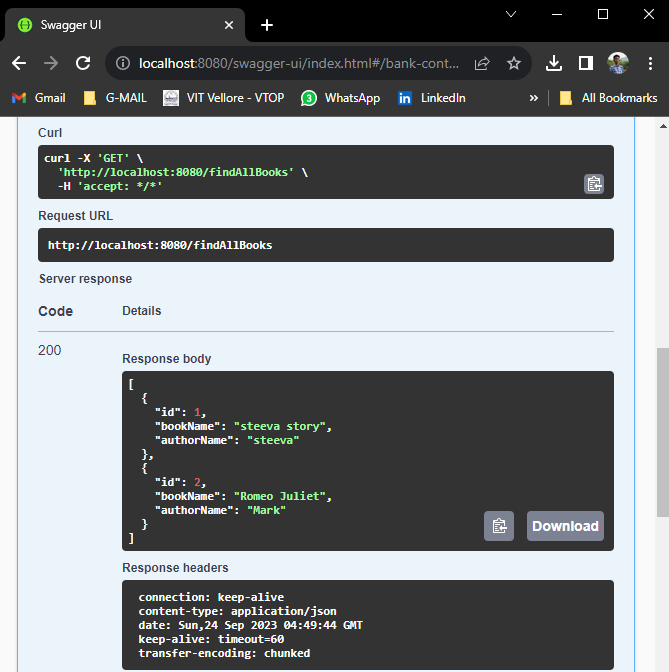 Swagger UI
localhost:8080/swagger-ui/index.html#/bank-cont...
Gmail G-MAIL VIT Vellore - VTOP 3 WhatsApp in LinkedIn » All Bookmarks
Curl
curl -X 'GET' \
'http://localhost:8080/findAllBooks' \
-H 'accept: */*'
Request URL
http://localhost:8080/findAllBooks
Server response
Code Details
200
Response body
[
{
"id": 1,
"bookName": "steeva story",
"authorName": "steeva"
},
{
"id": 2,
"bookName": "Romeo Juliet",
"authorName": "Mark"
}
]
Download
Response headers
connection: keep-alive
content-type: application/json
date: Sun,24 Sep 2023 04:49:44 GMT
keep-alive: timeout=60
transfer-encoding: chunked